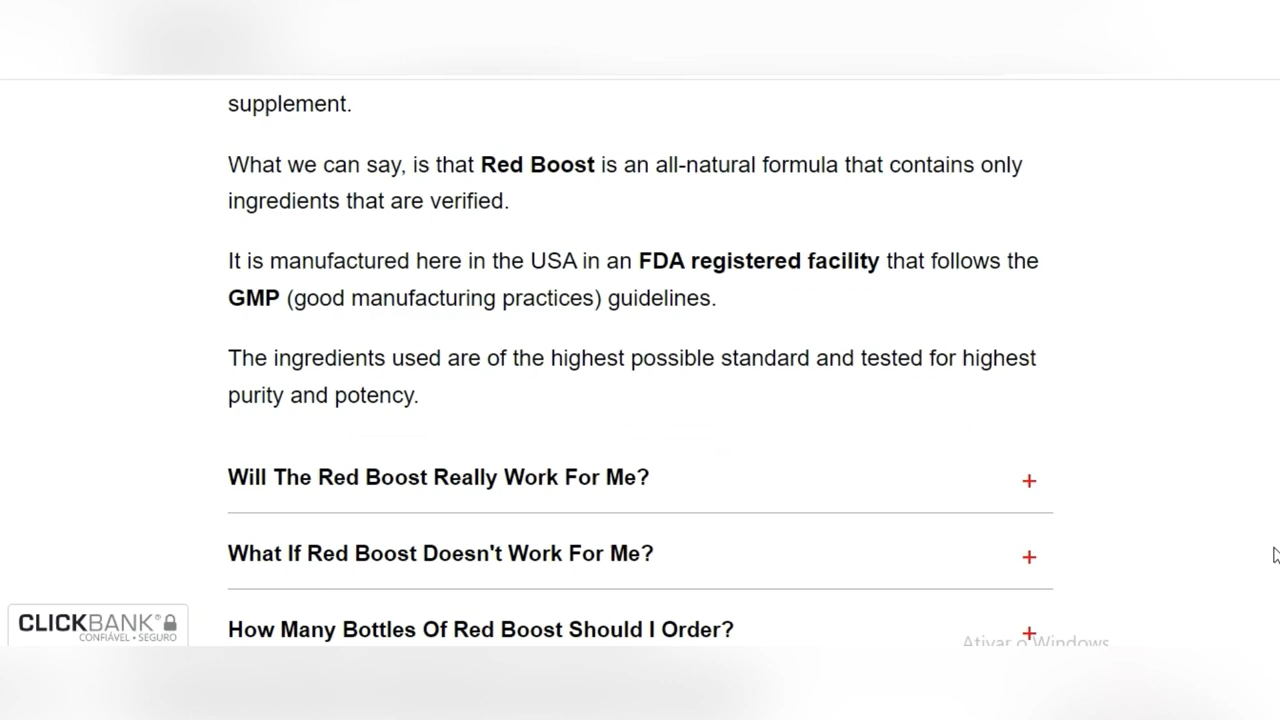 supplement.
What we can say, is that Red Boost is an all-natural formula that contains only
ingredients that are verified.
It is manufactured here in the USA in an FDA registered facility that follows the
GMP (good manufacturing practices) guidelines.
The ingredients used are of the highest possible standard and tested for highest
purity and potency.
Will The Red Boost Really Work For Me? +
What If Red Boost Doesn't Work For Me? +
How Many Bottles Of Red Boost Should I Order? +
CLICKBANK®
CONFIÁVEL • SEGURO
Ativar o Windows